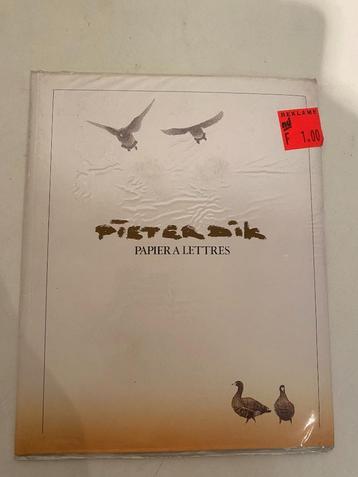 REKLAME
F 1.00
PIETER DIK
PAPIER A LETTRES